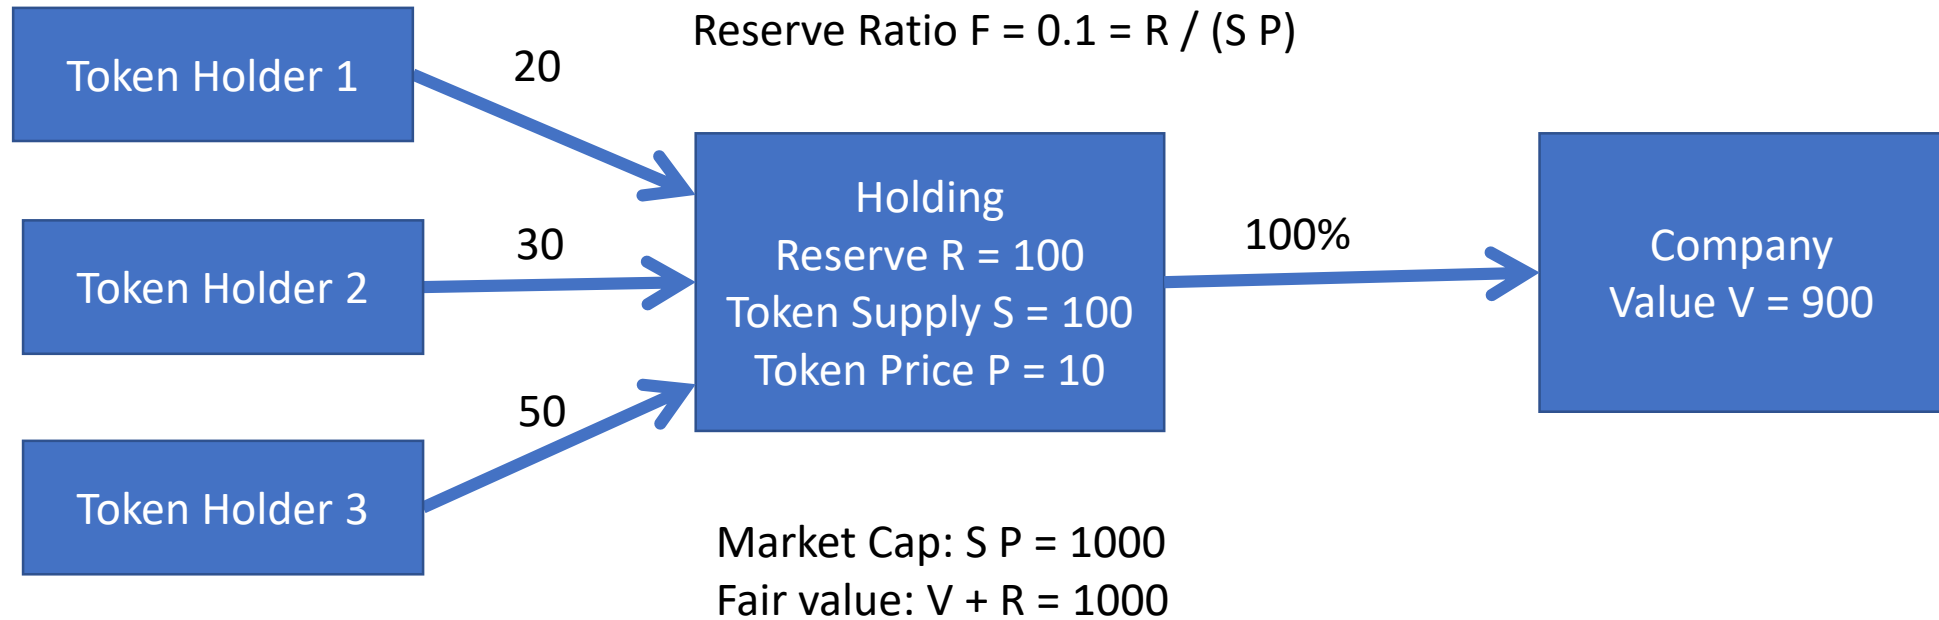 Reserve Ratio F = 0.1 = R / (S P)
Token Holder 1
20
Token Holder 2
30
Token Holder 3
50
Holding
Reserve R = 100
Token Supply S = 100
Token Price P = 10
100%
Company
Value V = 900
Market Cap: S P = 1000
Fair value: V + R = 1000